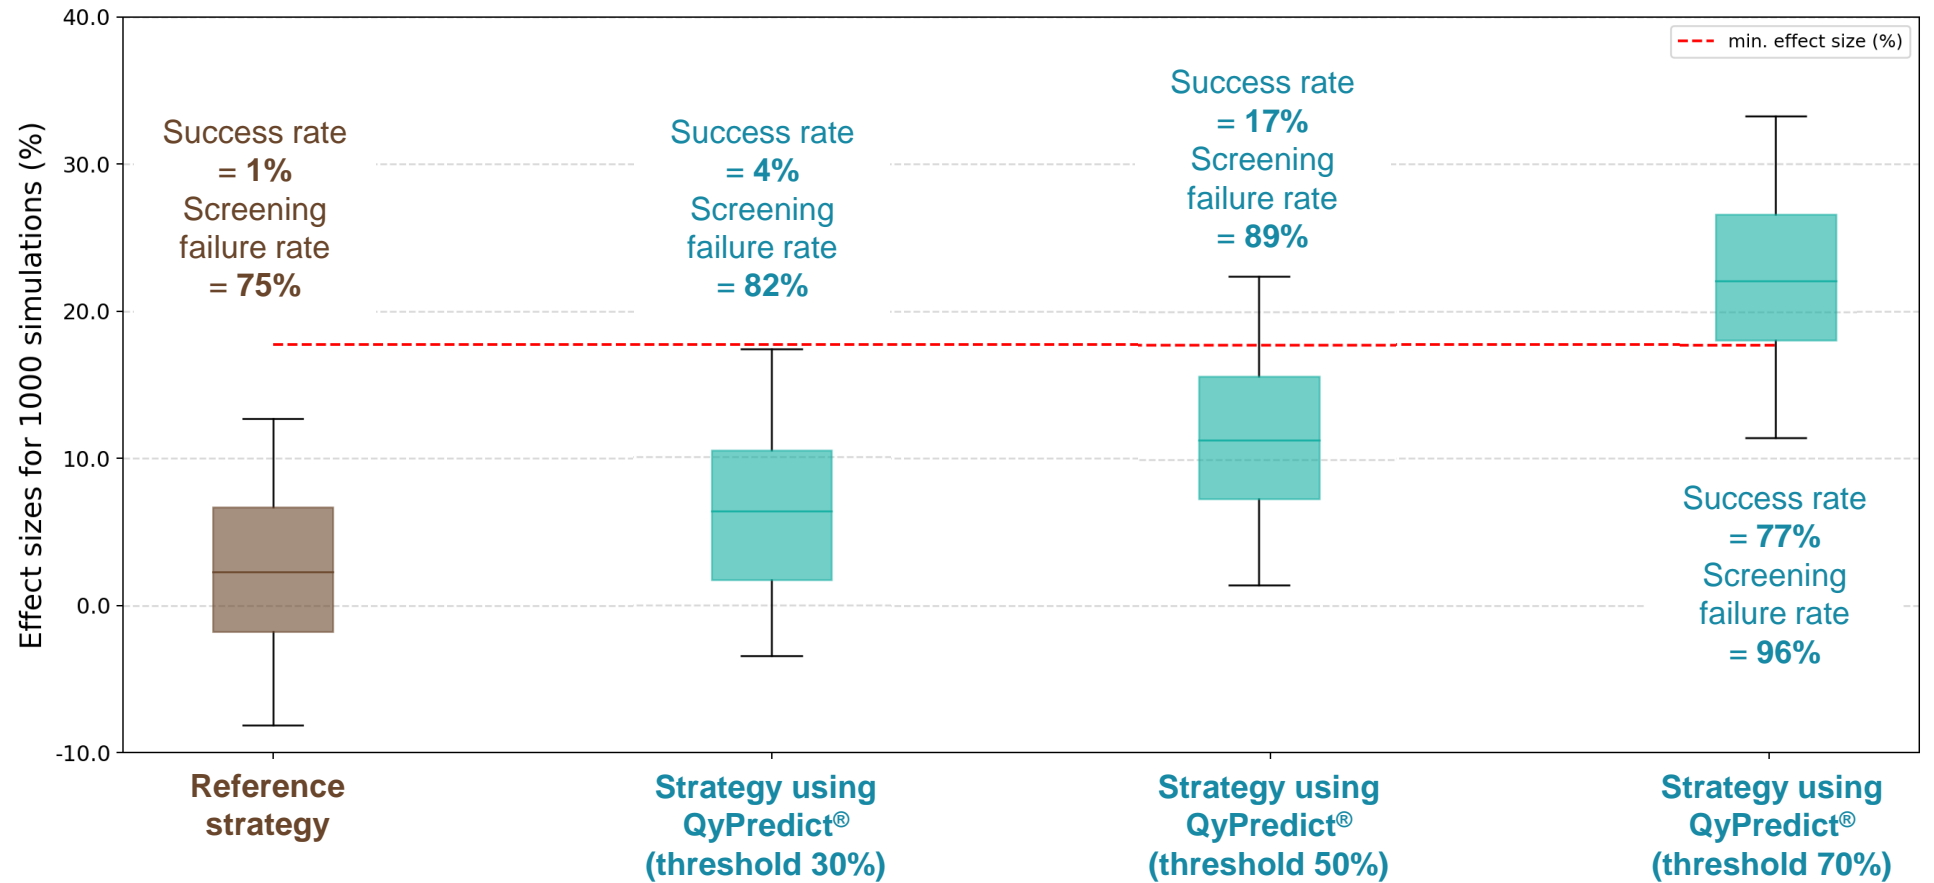 40.0
30.0
20.0
10.0
0.0
-10.0
Effect sizes for 1000 simulations (%)
min. effect size (%)
Success rate
= 1%
Screening
failure rate
= 75%
Success rate
= 4%
Screening
failure rate
= 82%
Success rate
= 17%
Screening
failure rate
= 89%
Success rate
= 77%
Screening
failure rate
= 96%
Reference
strategy
Strategy using
QyPredict®
(threshold 30%)
Strategy using
QyPredict®
(threshold 50%)
Strategy using
QyPredict®
(threshold 70%)